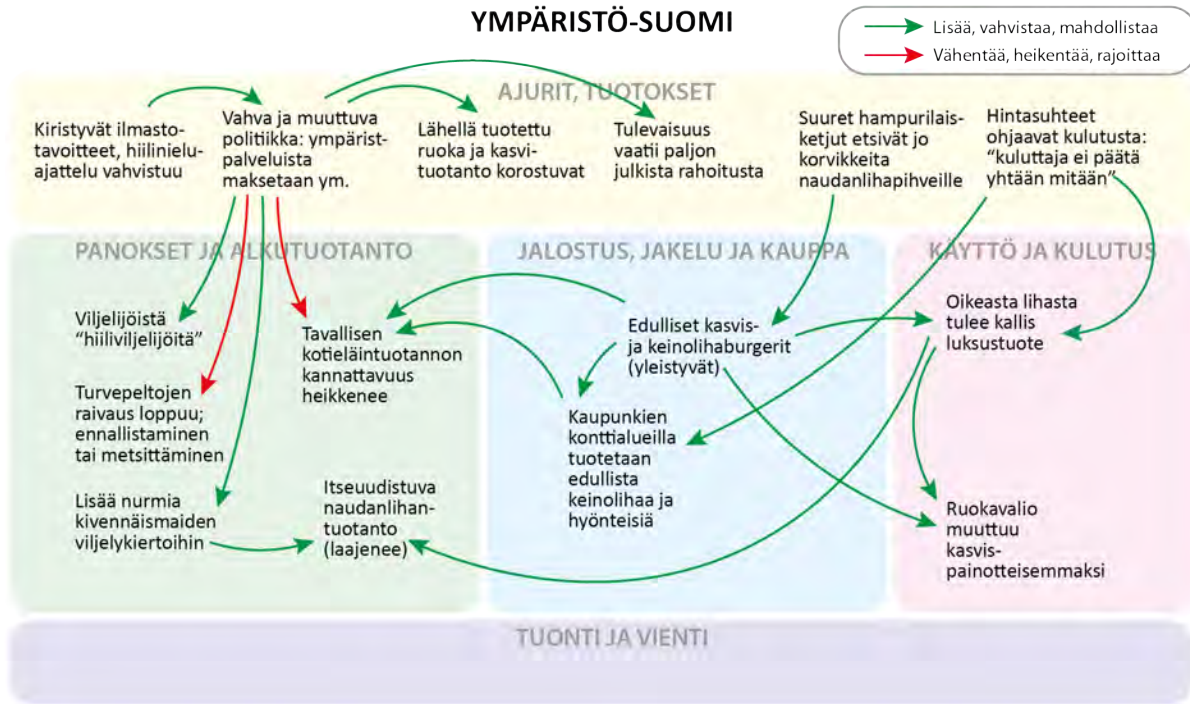 YMPÄRISTÖ-SUOMI
Lisää, vahvistaa, mahdollistaa
Vähentää, heikentää, rajoittaa
AJURIT, TUOTOKSET
Kiristyvät ilmasto-
tavoitteet, hiilinielu-
ajattelu vahvistuu
Vahva ja muuttuva
politiikka: ympärist-
palveluista
maksetaan ym.
Lähellä tuotettu
ruoka ja kasvi-
tuotanto korostuvat
Tulevaisuus
vaatii paljon
julkista rahoitusta
Suuret hampurilais-
ketjut etsivät jo
korvikkeita
naudanlihapihveille
Hintasuhteet
ohjaavat kulutusta:
“kuluttaja ei päätä
yhtään mitään”
PANOKSET JA ALKUTUOTANTO
Viljelijöistä
“hiiliviljelijöitä”
Turvepeltojen
raivaus loppuu;
ennallistaminen
tai metsittäminen
Lisää nurmia
kivennäismaiden
viljelykiertoihin
Tavallisen
kotieläintuotannon
kannattavuus
heikkenee
Itseuudistuva
naudanlihan-
tuotanto
(laajenee)
JALOSTUS, JAKELU JA KAUPPA
Edulliset kasvis-
ja keinolihaburgerit
(yleistyvät)
Kaupunkien
konttialueilla
tuotetaan
edullista
keinolihaa ja
hyönteisiä
KÄYTTÖ JA KULUTUS
Oikeasta lihasta
tulee kallis
luksustuote
Ruokavalio
muuttuu
kasvis-
painotteisemmaksi
TUONTI JA VIENTI